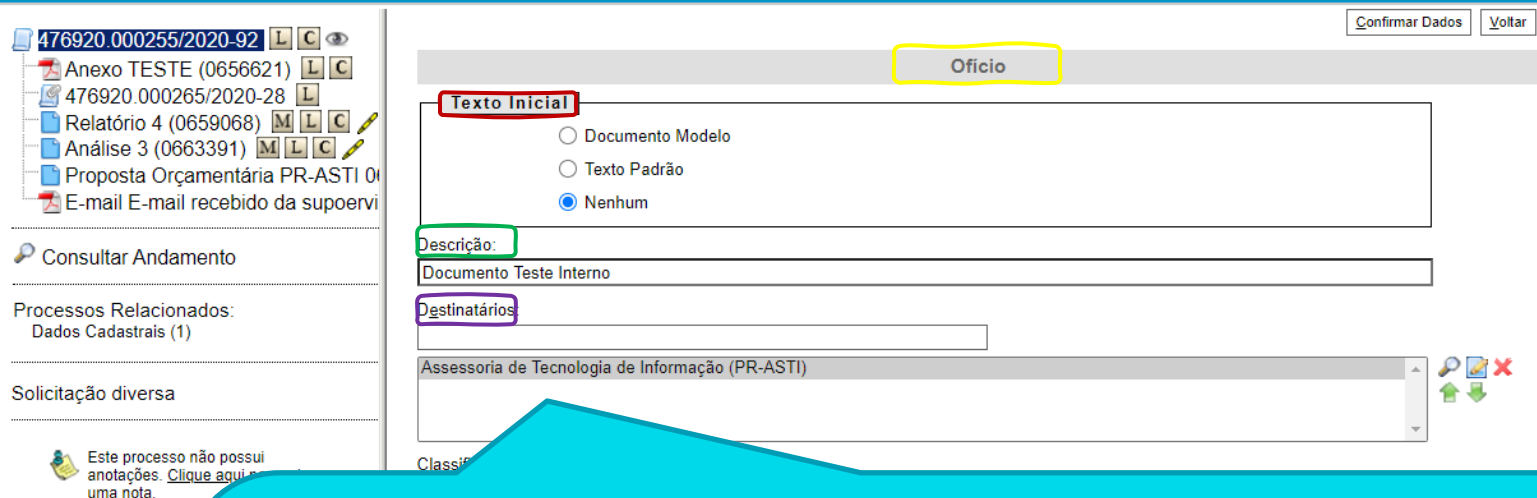 476920.000255/2020-92 L C
Anexo TESTE (0656621) L C
476920.000265/2020-28 L
Relatório 4 (0659068) M L C
Análise 3 (0663391) M L C
Proposta Orçamentária PR-ASTI
E-mail E-mail recebido da supoervi
Consultar Andamento
Processos Relacionados:
Dados Cadastrais (1)
Solicitação diversa
Este processo não possui
anotações. Clique aqui
uma nota.
Confirmar Dados Voltar
Ofício
Texto Inicial
Documento Modelo
Texto Padrão
Nenhum
Descrição:
Documento Teste Interno
Destinatários:
Assessoria de Tecnologia de Informação (PR-ASTI)